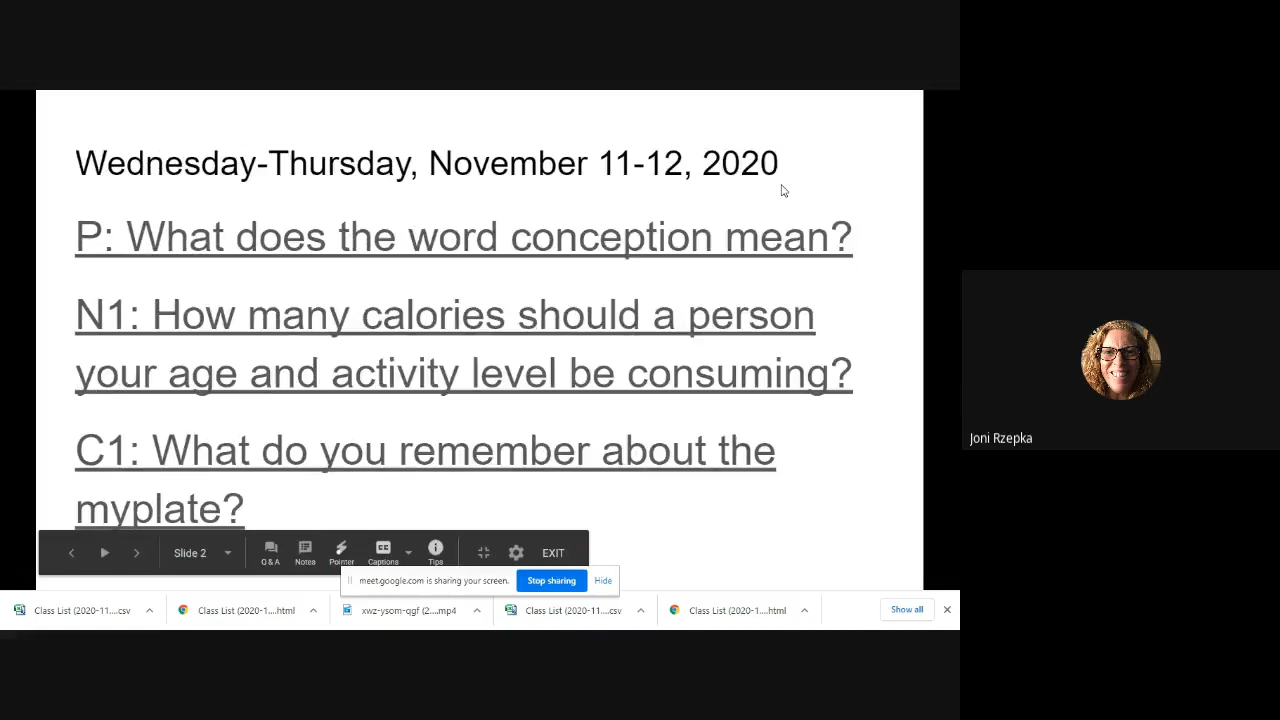 Wednesday-Thursday, November 11-12, 2020
P: What does the word conception mean?
N1: How many calories should a person
your age and activity level be consuming?
C1: What do you remember about the
myplate?
Joni Rzepka
Slide 2
Q & A
Notes
Pointer
Captions
Tips
EXIT
meet.google.com is sharing your screen.
Stop sharing
Hide
Class List (2020-11....csv
Class List (2020-1....html
xwz-ysom-qgf (2....mp4
Class List (2020-11....csv
Class List (2020-1....html
Show all